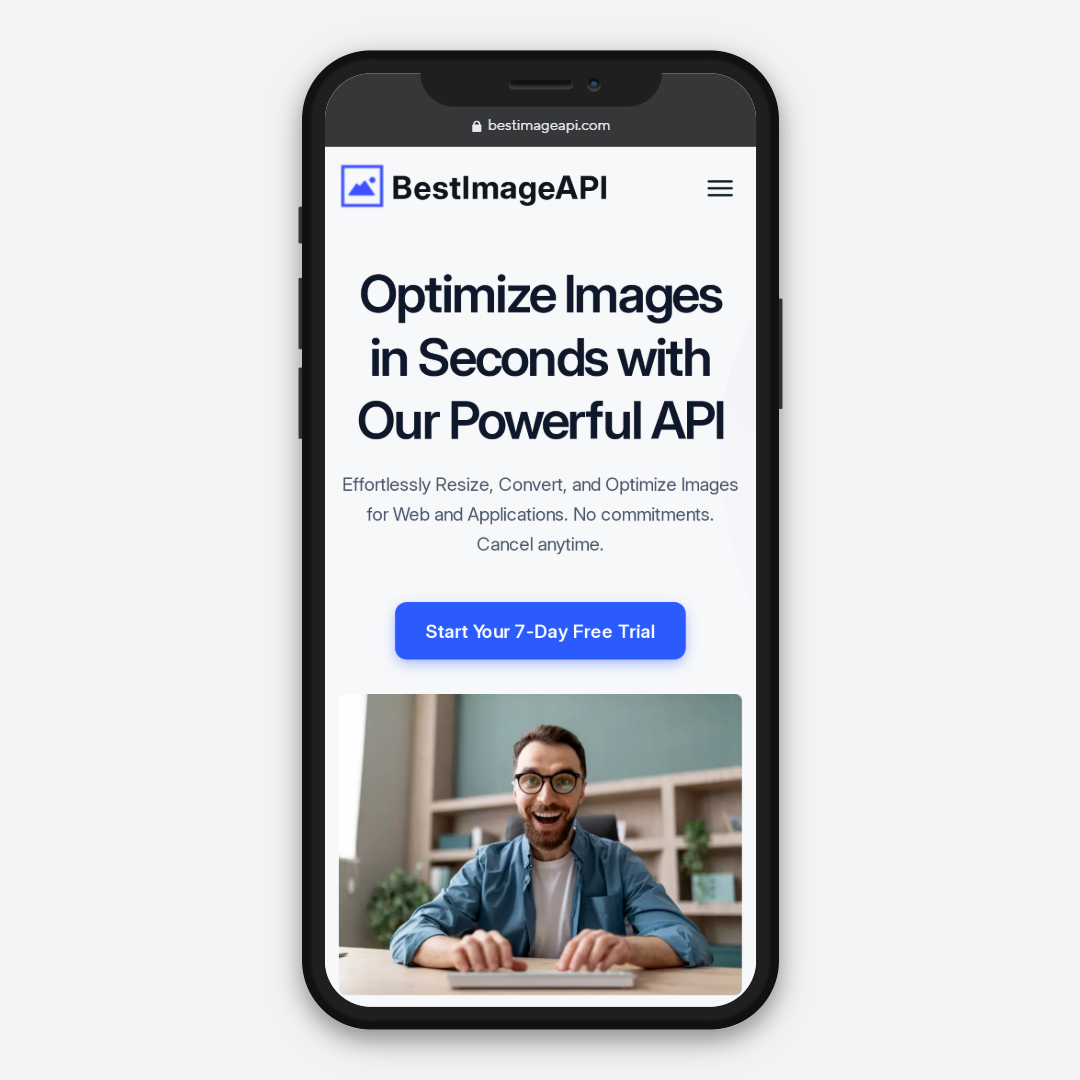 bestimageapi.com
BestImageAPI
Optimize Images
in Seconds with
Our Powerful API
Effortlessly Resize, Convert, and Optimize Images
for Web and Applications. No commitments.
Cancel anytime.
Start Your 7-Day Free Trial